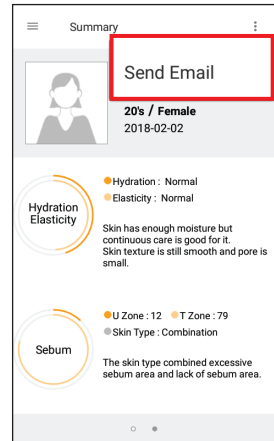 Summary
Send Email
20's / Female
2018-02-02
Hydration : Normal
Elasticity : Normal
Hydration
Elasticity
Skin has enough moisture but
continuous care is good for it.
Skin texture is still smooth and pore is
small.
U Zone : 12 T Zone : 79
Skin Type : Combination
Sebum
The skin type combined excessive
sebum area and lack of sebum area.